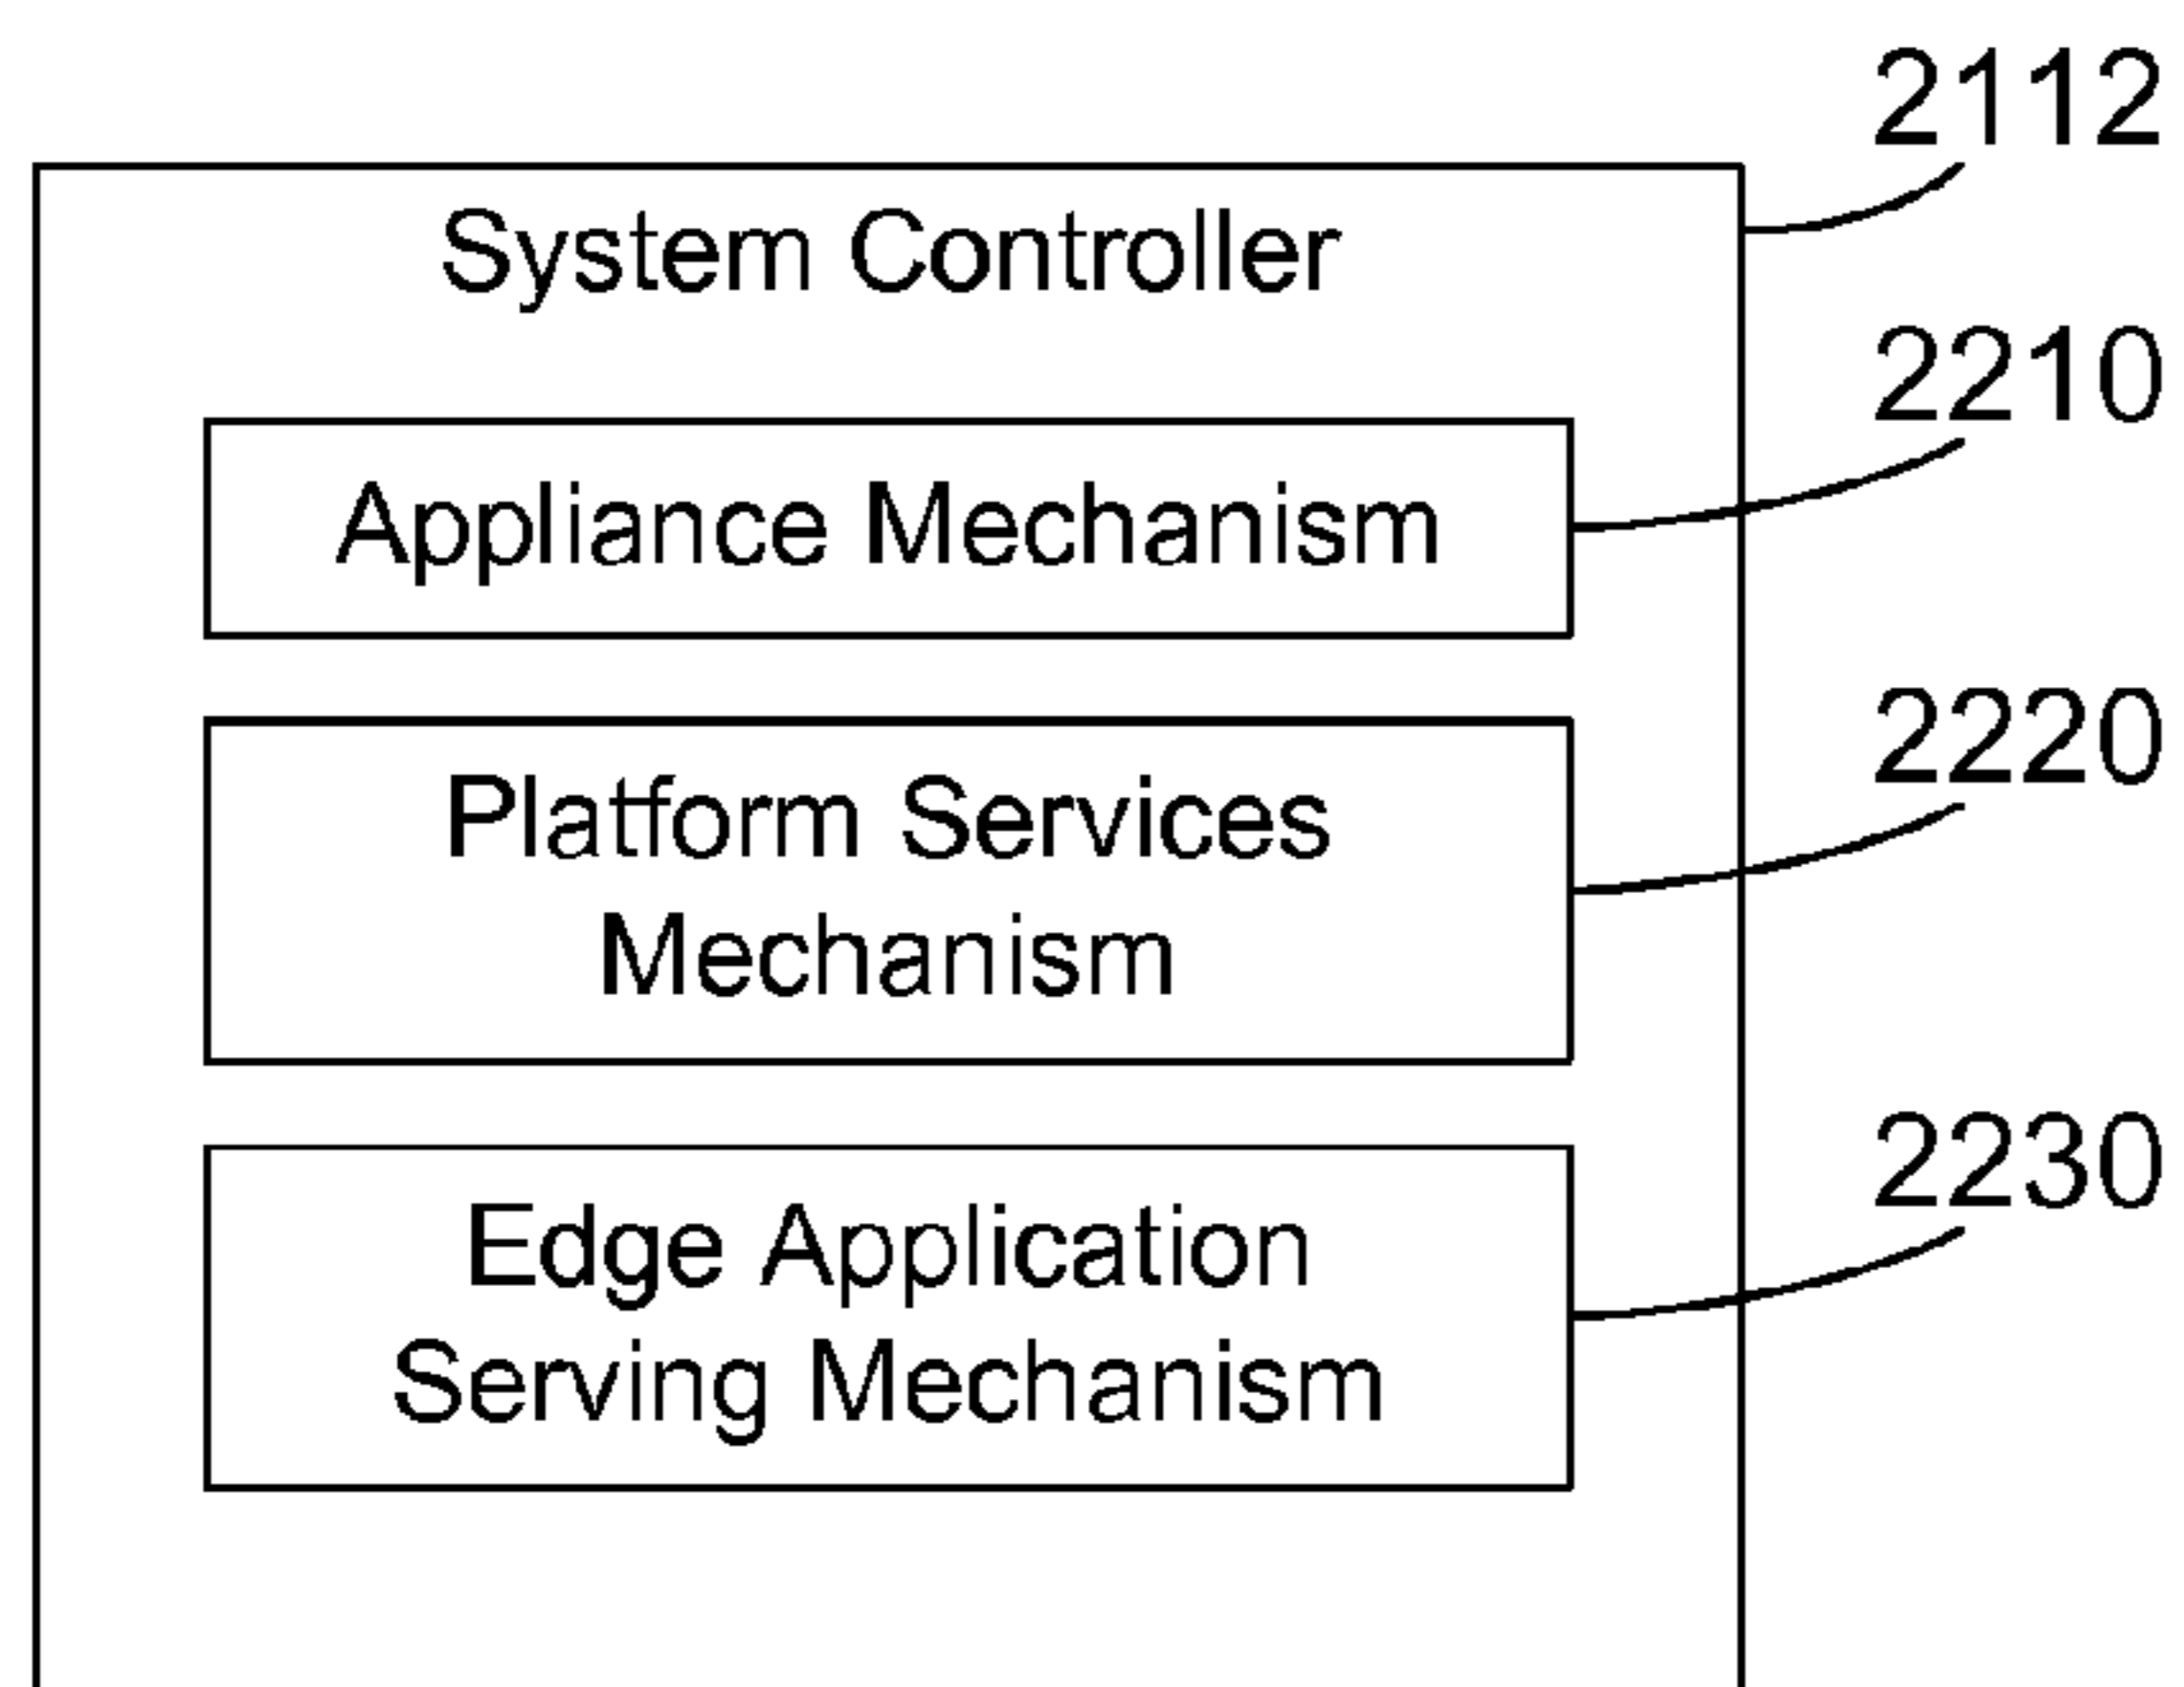 2112
System Controller
2210
Appliance Mechanism
2220
Platform Services
Mechanism
2230
Edge Application
Serving Mechanism